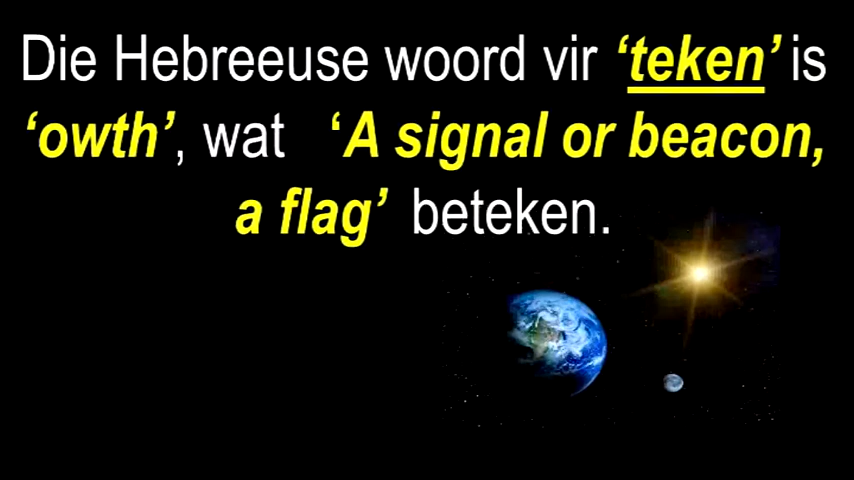 Die Hebreeuse woord vir ‘teken’ is
‘owth’, wat ‘A signal or beacon,
a flag’ beteken.